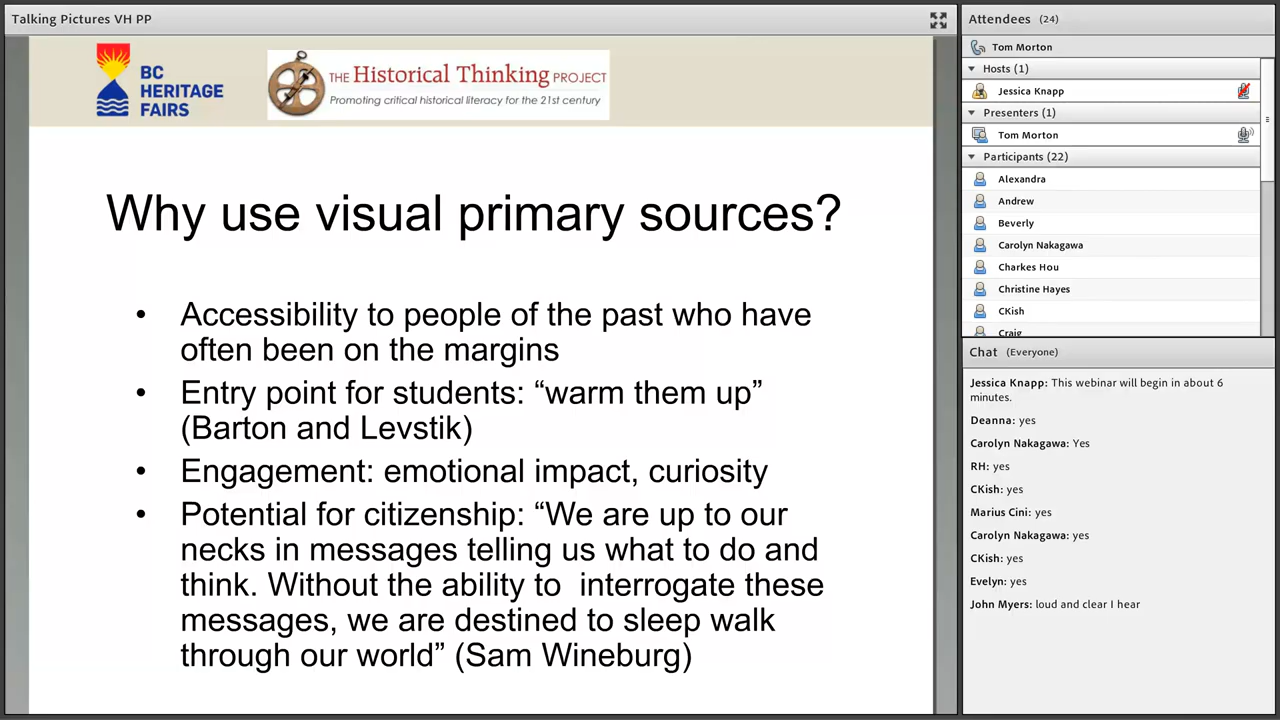 Talking Pictures VH PP
BC
HERITAGE
FAIRS
THE Historical Thinking PROJECT
Promoting critical historical literacy for the 21st century
Why use visual primary sources?
• Accessibility to people of the past who have
often been on the margins
• Entry point for students: “warm them up”
(Barton and Levstik)
• Engagement: emotional impact, curiosity
• Potential for citizenship: “We are up to our
necks in messages telling us what to do and
think. Without the ability to  interrogate these
messages, we are destined to sleep walk
through our world” (Sam Wineburg)
Attendees (24)
Tom Morton
Hosts (1)
Jessica Knapp
Presenters (1)
Tom Morton
Participants (22)
Alexandra
Andrew
Beverly
Carolyn Nakagawa
Charkes Hou
Christine Hayes
CKish
Craig
Chat (Everyone)
Jessica Knapp: This webinar will begin in about 6
minutes.
Deanna: yes
Carolyn Nakagawa: Yes
RH: yes
CKish: yes
Marius Cini: yes
Carolyn Nakagawa: yes
CKish: yes
Evelyn: yes
John Myers: loud and clear I hear